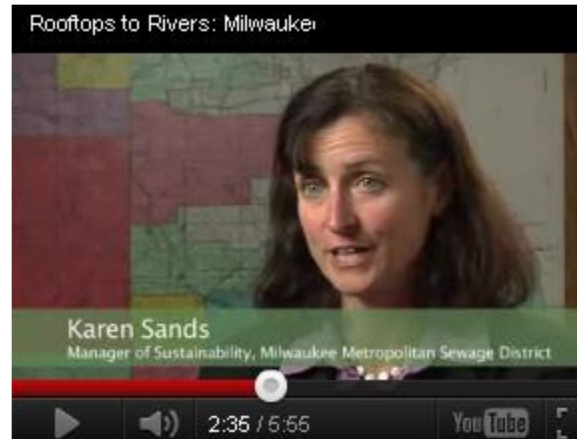 Rooftops to Rivers: Milwauke
Karen Sands
Manager of Sustainability, Milwaukee Metropolitan Sewage District
2:35 / 5:55
YouTube